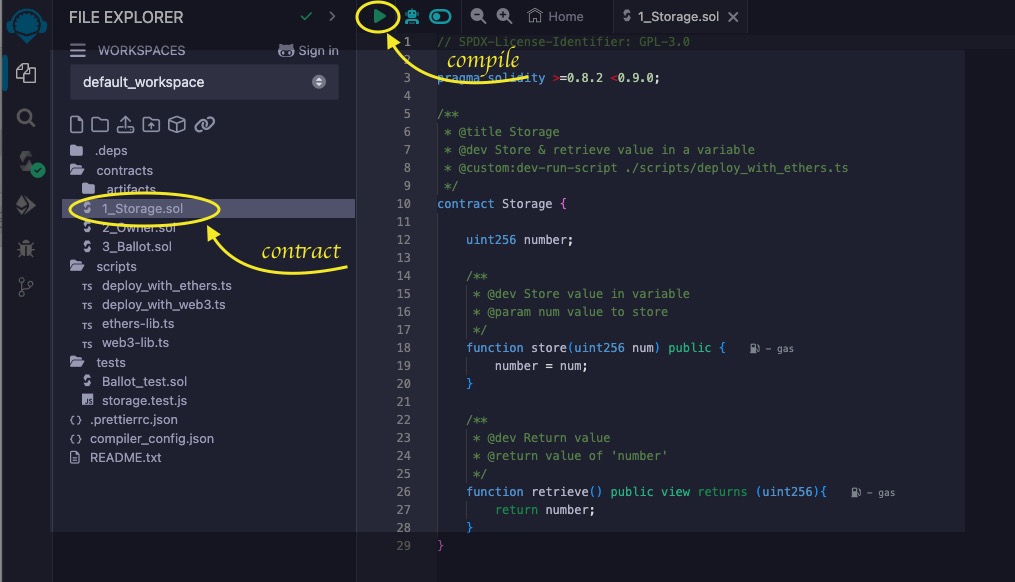 FILE EXPLORER
WORKSPACES
Sign in
default_workspace
.deps
contracts
artifacts
1_Storage.sol
2_Owner.sol
3_Ballot.sol
scripts
TS deploy_with_ethers.ts
TS deploy_with_web3.ts
TS ethers-lib.ts
TS web3-lib.ts
tests
Ballot_test.sol
JS storage.test.js
{} .prettierrc.json
{} compiler_config.json
README.txt
contract
compile
Home
1_Storage.sol
1 // SPDX-License-Identifier: GPL-3.0
2
3 pragma solidity >=0.8.2 <0.9.0;
4
5 /**
6 * @title Storage
7 * @dev Store & retrieve value in a variable
8 * @custom:dev-run-script ./scripts/deploy_with_ethers.ts
9 */
10 contract Storage {
11
12 uint256 number;
13
14 /**
15 * @dev Store value in variable
16 * @param num value to store
17 */
18 function store(uint256 num) public { - gas
19 number = num;
20 }
21
22 /**
23 * @dev Return value
24 * @return value of 'number'
25 */
26 function retrieve() public view returns (uint256){ - gas
27 return number;
28 }
29 }